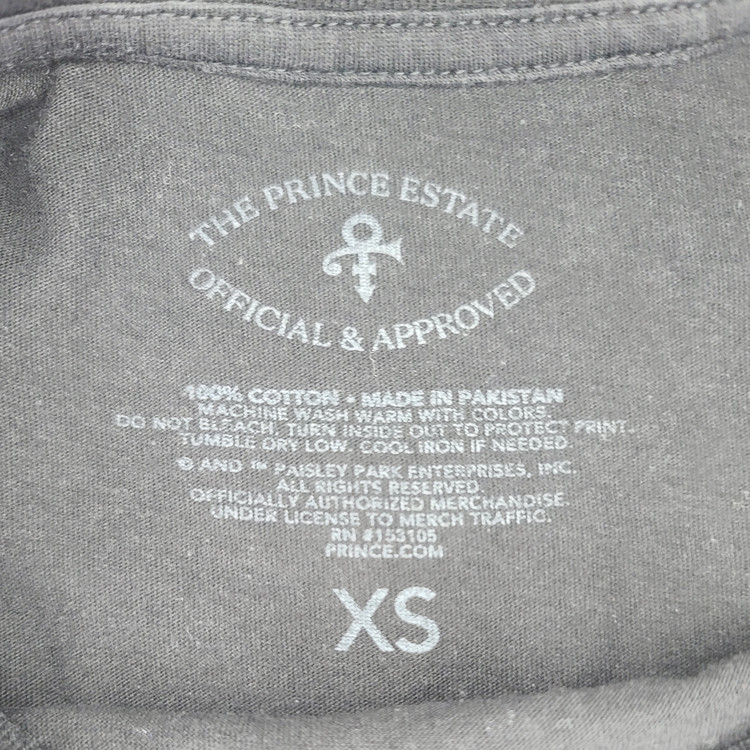 THE PRINCE ESTATE
OFFICIAL & APPROVED
100% COTTON • MADE IN PAKISTAN
MACHINE WASH WARM WITH COLORS.
DO NOT BLEACH. TURN INSIDE OUT TO PROTECT PRINT.
TUMBLE DRY LOW. COOL IRON IF NEEDED.
© AND ™ PAISLEY PARK ENTERPRISES, INC.
ALL RIGHTS RESERVED.
OFFICIALLY AUTHORIZED MERCHANDISE.
UNDER LICENSE TO MERCH TRAFFIC.
RN #153105
PRINCE.COM
XS